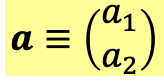 a ≡ (a₁
a₂)